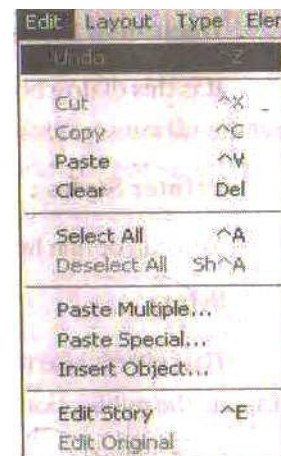 Edit Layout Type Ele
Undo ^Z
Cut ^X
Copy ^C
Paste ^V
Clear Del
Select All ^A
Deselect All Sh^A
Paste Multiple...
Paste Special...
Insert Object...
Edit Story ^E
Edit Original